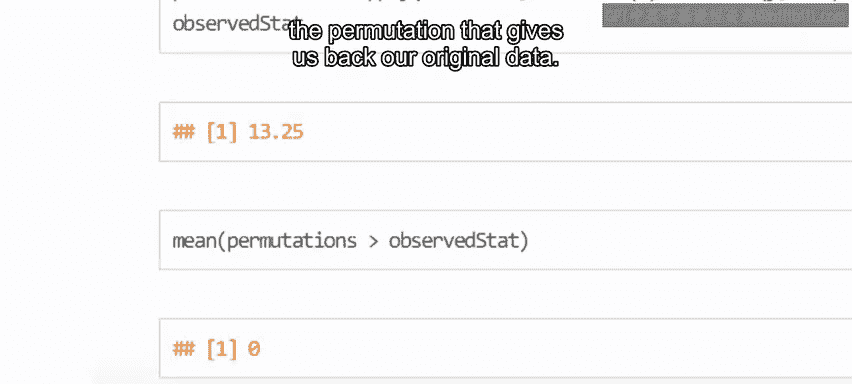 observedStat
the permutation that gives
us back our original data.
## [1] 13.25
mean(permutations > observedStat)
## [1] 0